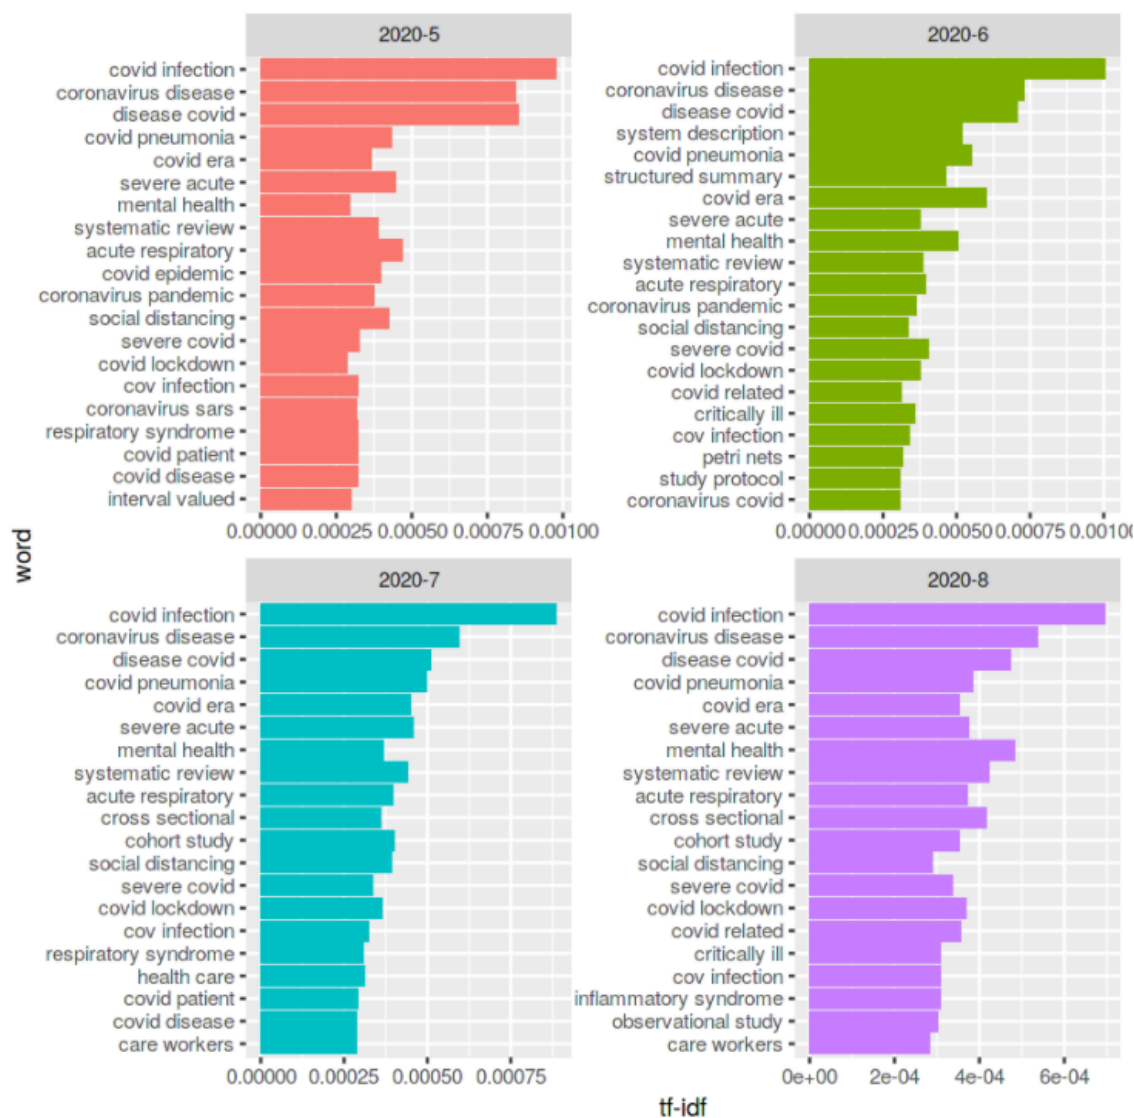 2020-5
covid infection
coronavirus disease
disease covid
covid pneumonia
covid era
severe acute
mental health
systematic review
acute respiratory
covid epidemic
coronavirus pandemic
social distancing
severe covid
covid lockdown
cov infection
coronavirus sars
respiratory syndrome
covid patient
covid disease
interval valued
0.00000 0.00025 0.00050 0.00075 0.00100
2020-6
covid infection
coronavirus disease
disease covid
system description
covid pneumonia
structured summary
covid era
severe acute
mental health
systematic review
acute respiratory
coronavirus pandemic
social distancing
severe covid
covid lockdown
covid related
critically ill
cov infection
petri nets
study protocol
coronavirus covid
0.00000 0.00025 0.00050 0.00075 0.0010
word
2020-7
covid infection
coronavirus disease
disease covid
covid pneumonia
covid era
severe acute
mental health
systematic review
acute respiratory
cross sectional
cohort study
social distancing
severe covid
covid lockdown
cov infection
respiratory syndrome
health care
covid patient
covid disease
care workers
0.00000 0.00025 0.00050 0.00075
2020-8
covid infection
coronavirus disease
disease covid
covid pneumonia
covid era
severe acute
mental health
systematic review
acute respiratory
cross sectional
cohort study
social distancing
severe covid
covid lockdown
covid related
critically ill
cov infection
inflammatory syndrome
observational study
care workers
0e+00 2e-04 4e-04 6e-04
tf-idf